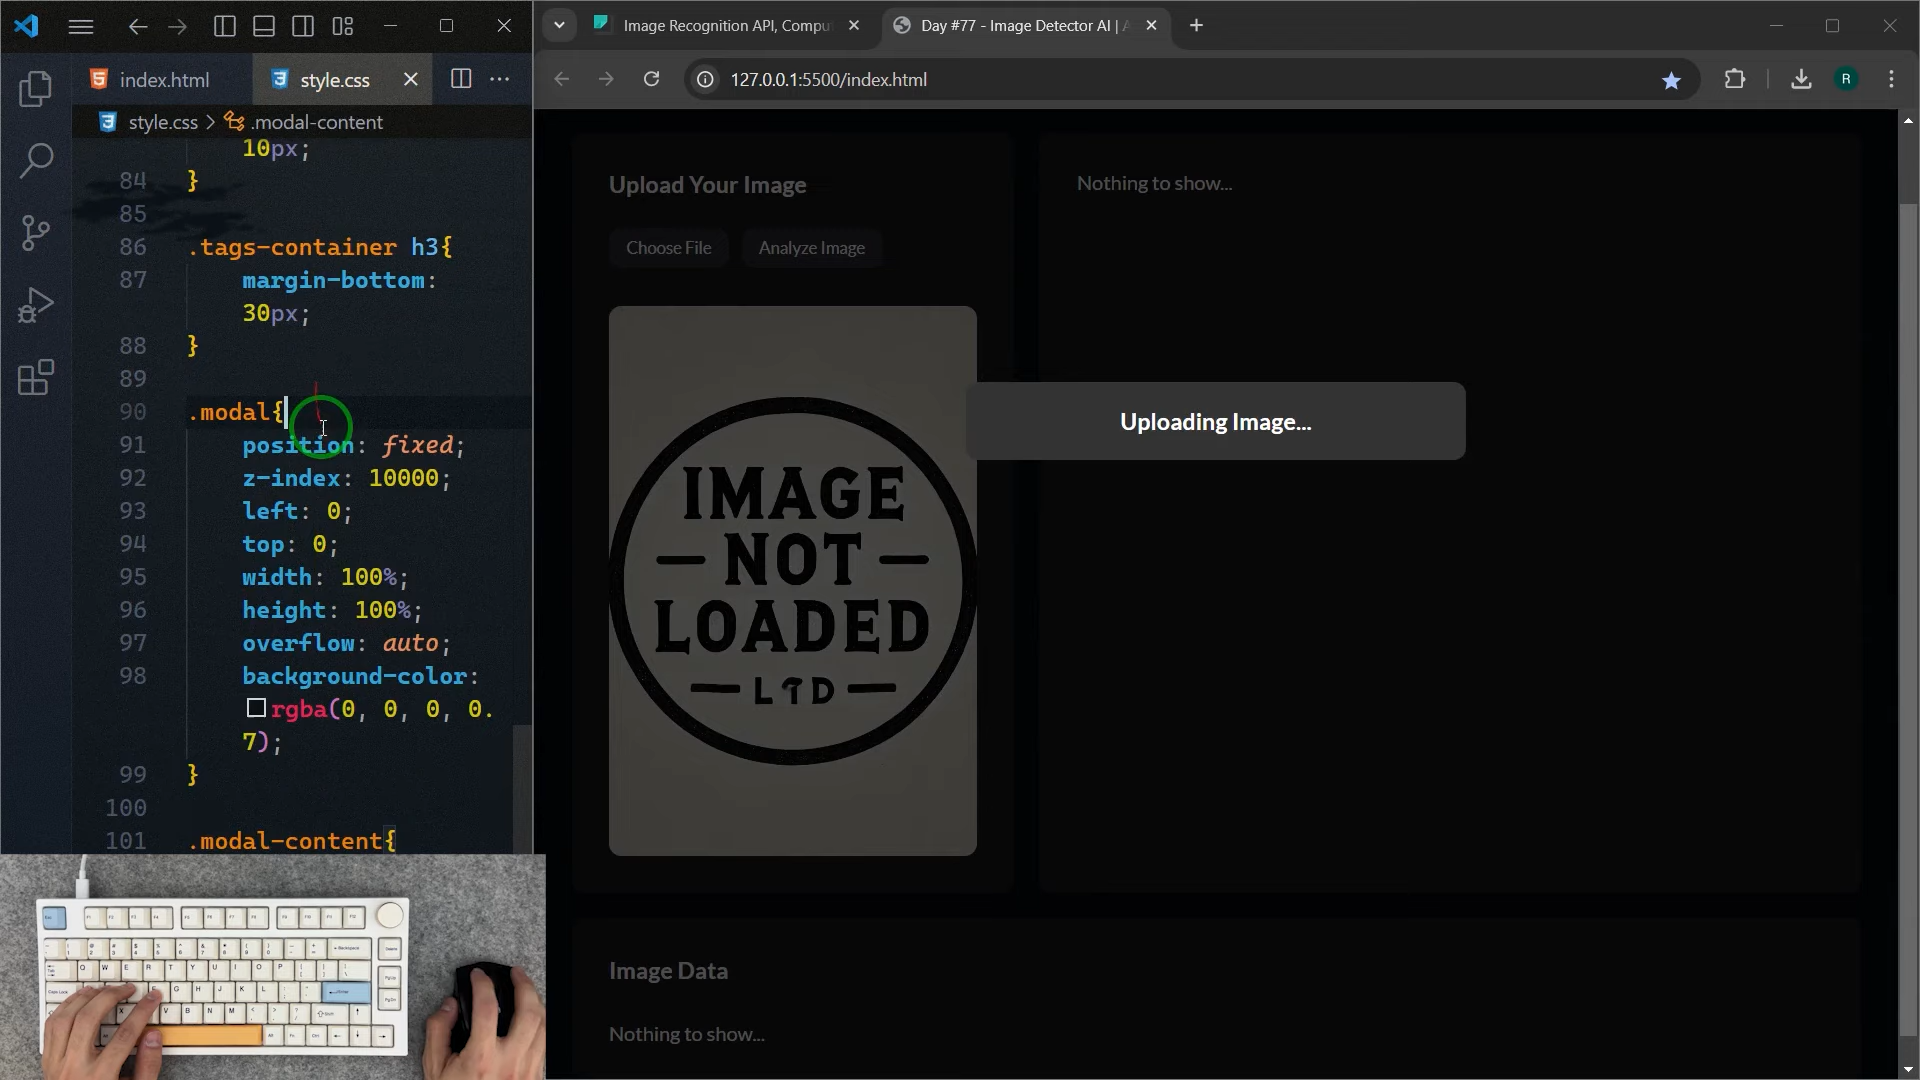 Image Recognition API, Compu
Day #77 - Image Detector AI | A
index.html
style.css
127.0.0.1:5500/index.html
R
style.css > .modal-content
10px;
84 }
85
86 .tags-container h3{
87 margin-bottom:
30px;
88 }
89
90 .modal{
91 position: fixed;
92 z-index: 10000;
93 left: 0;
94 top: 0;
95 width: 100%;
96 height: 100%;
97 overflow: auto;
98 background-color:
rgba(0, 0, 0, 0.
7);
99 }
100
101 .modal-content{
Upload Your Image
Choose File
Analyze Image
IMAGE
NOT
LOADED
LTD
Nothing to show...
Uploading Image...
Image Data
Nothing to show...